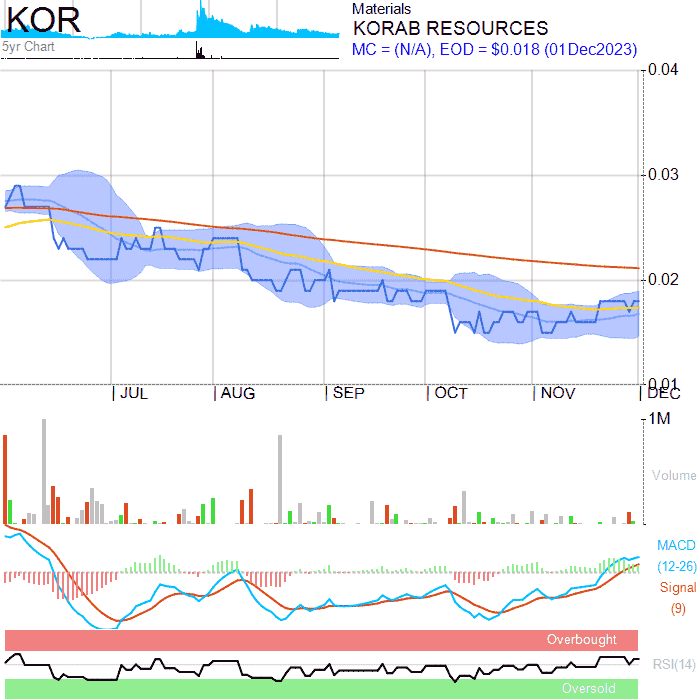 KOR
5yr Chart
Materials
KORAB RESOURCES
MC = (N/A), EOD = $0.018 (01Dec2023)
0.04
0.03
0.02
0.01
JUL AUG SEP OCT NOV DEC
1M
Volume
MACD
(12-26)
Signal
(9)
Overbought
RSI(14)
Oversold